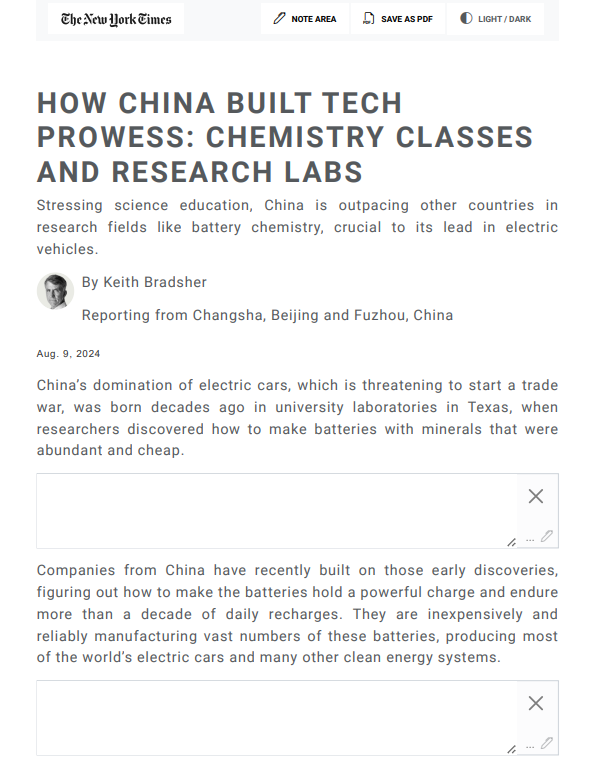 The New York Times
NOTE AREA
SAVE AS PDF
LIGHT / DARK
HOW CHINA BUILT TECH
PROWESS: CHEMISTRY CLASSES
AND RESEARCH LABS
Stressing science education, China is outpacing other countries in
research fields like battery chemistry, crucial to its lead in electric
vehicles.
By Keith Bradsher
Reporting from Changsha, Beijing and Fuzhou, China
Aug. 9, 2024
China’s domination of electric cars, which is threatening to start a trade
war, was born decades ago in university laboratories in Texas, when
researchers discovered how to make batteries with minerals that were
abundant and cheap.
...
Companies from China have recently built on those early discoveries,
figuring out how to make the batteries hold a powerful charge and endure
more than a decade of daily recharges. They are inexpensively and
reliably manufacturing vast numbers of these batteries, producing most
of the world’s electric cars and many other clean energy systems.
...